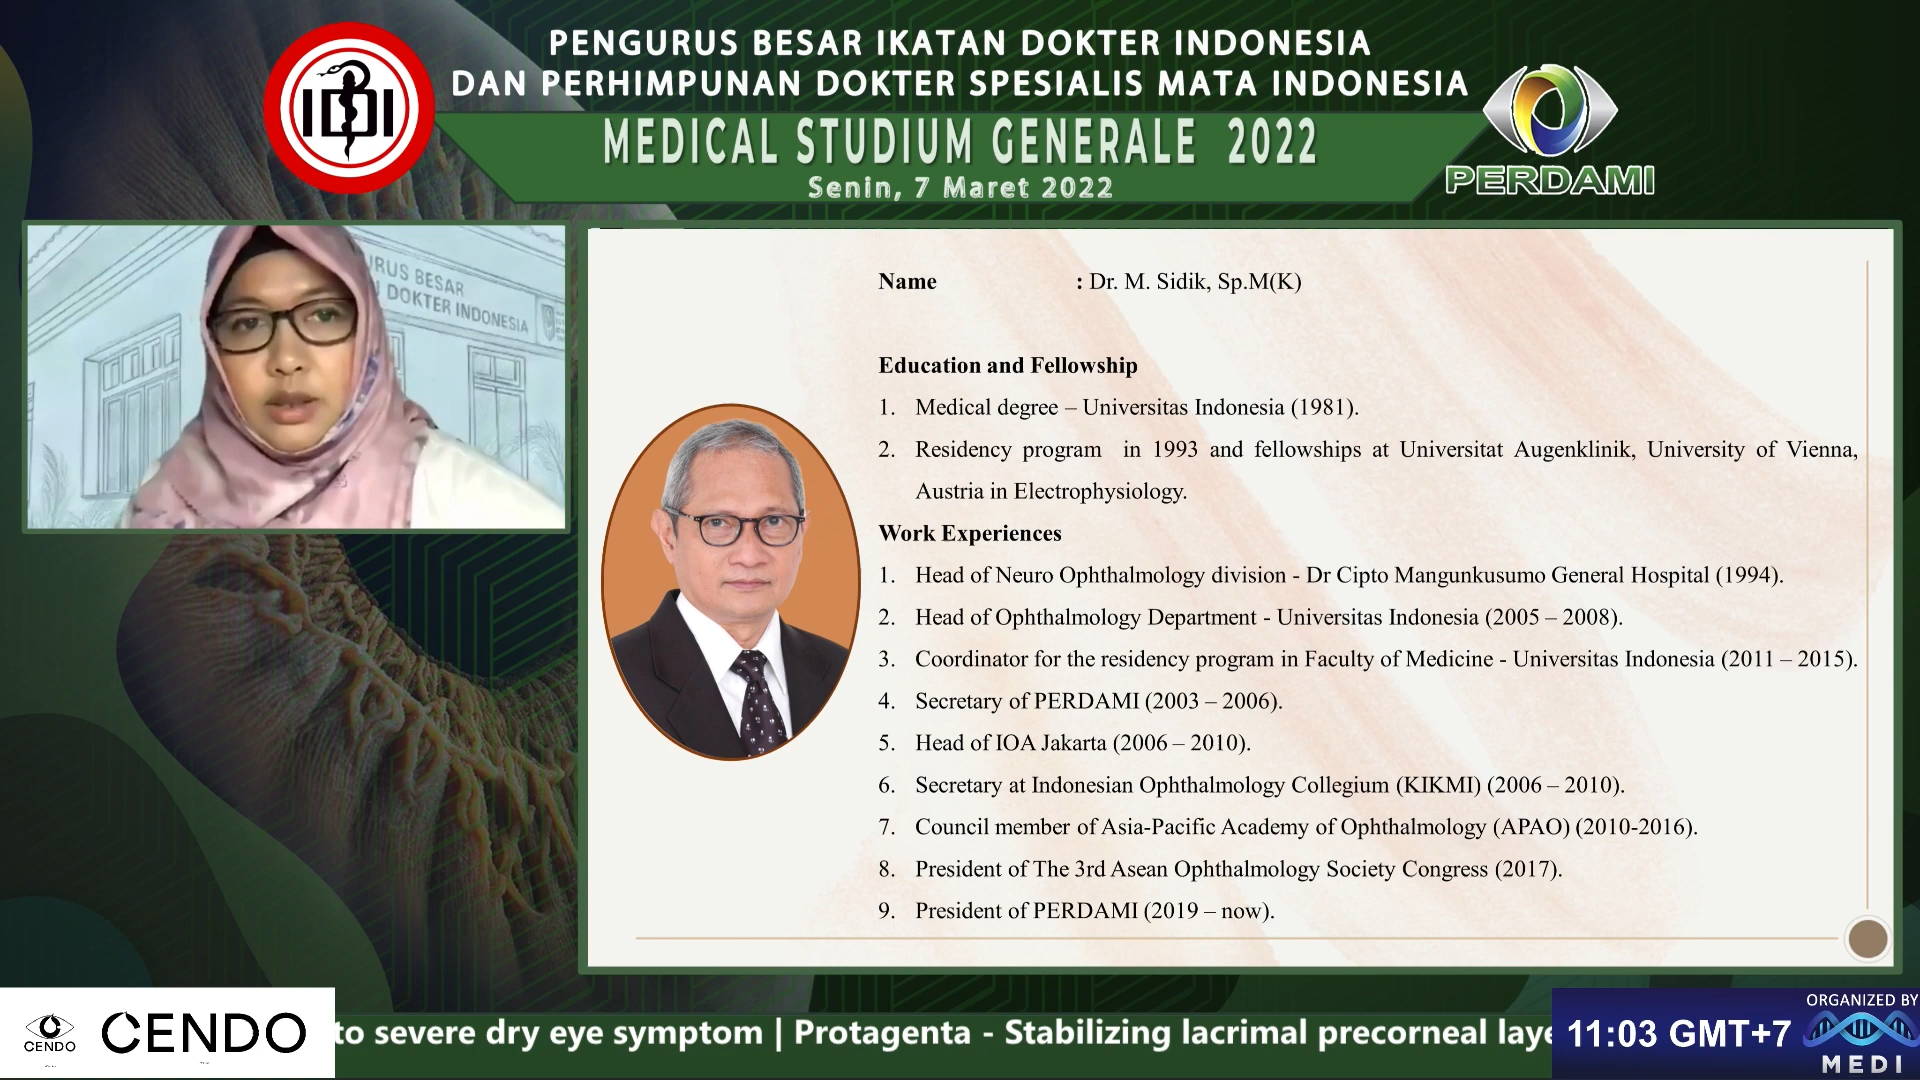 PENGURUS BESAR IKATAN DOKTER INDONESIA
DAN PERHIMPUNAN DOKTER SPESIALIS MATA INDONESIA
MEDICAL STUDIUM GENERALE 2022
Senin, 7 Maret 2022
IDI
PERDAMI
URUS BESAR
DOKTER INDONESIA
Name : Dr. M. Sidik, Sp.M(K)
Education and Fellowship
1. Medical degree – Universitas Indonesia (1981).
2. Residency program in 1993 and fellowships at Universitat Augenklinik, University of Vienna,
Austria in Electrophysiology.
Work Experiences
1. Head of Neuro Ophthalmology division - Dr Cipto Mangunkusumo General Hospital (1994).
2. Head of Ophthalmology Department - Universitas Indonesia (2005 – 2008).
3. Coordinator for the residency program in Faculty of Medicine - Universitas Indonesia (2011 – 2015).
4. Secretary of PERDAMI (2003 – 2006).
5. Head of IOA Jakarta (2006 – 2010).
6. Secretary at Indonesian Ophthalmology Collegium (KIKMI) (2006 – 2010).
7. Council member of Asia-Pacific Academy of Ophthalmology (APAO) (2010-2016).
8. President of The 3rd Asean Ophthalmology Society Congress (2017).
9. President of PERDAMI (2019 – now).
CENDO
CENDO
to severe dry eye symptom | Protagenta - Stabilizing lacrimal precorneal laye
11:03 GMT+7
ORGANIZED BY
MEDI